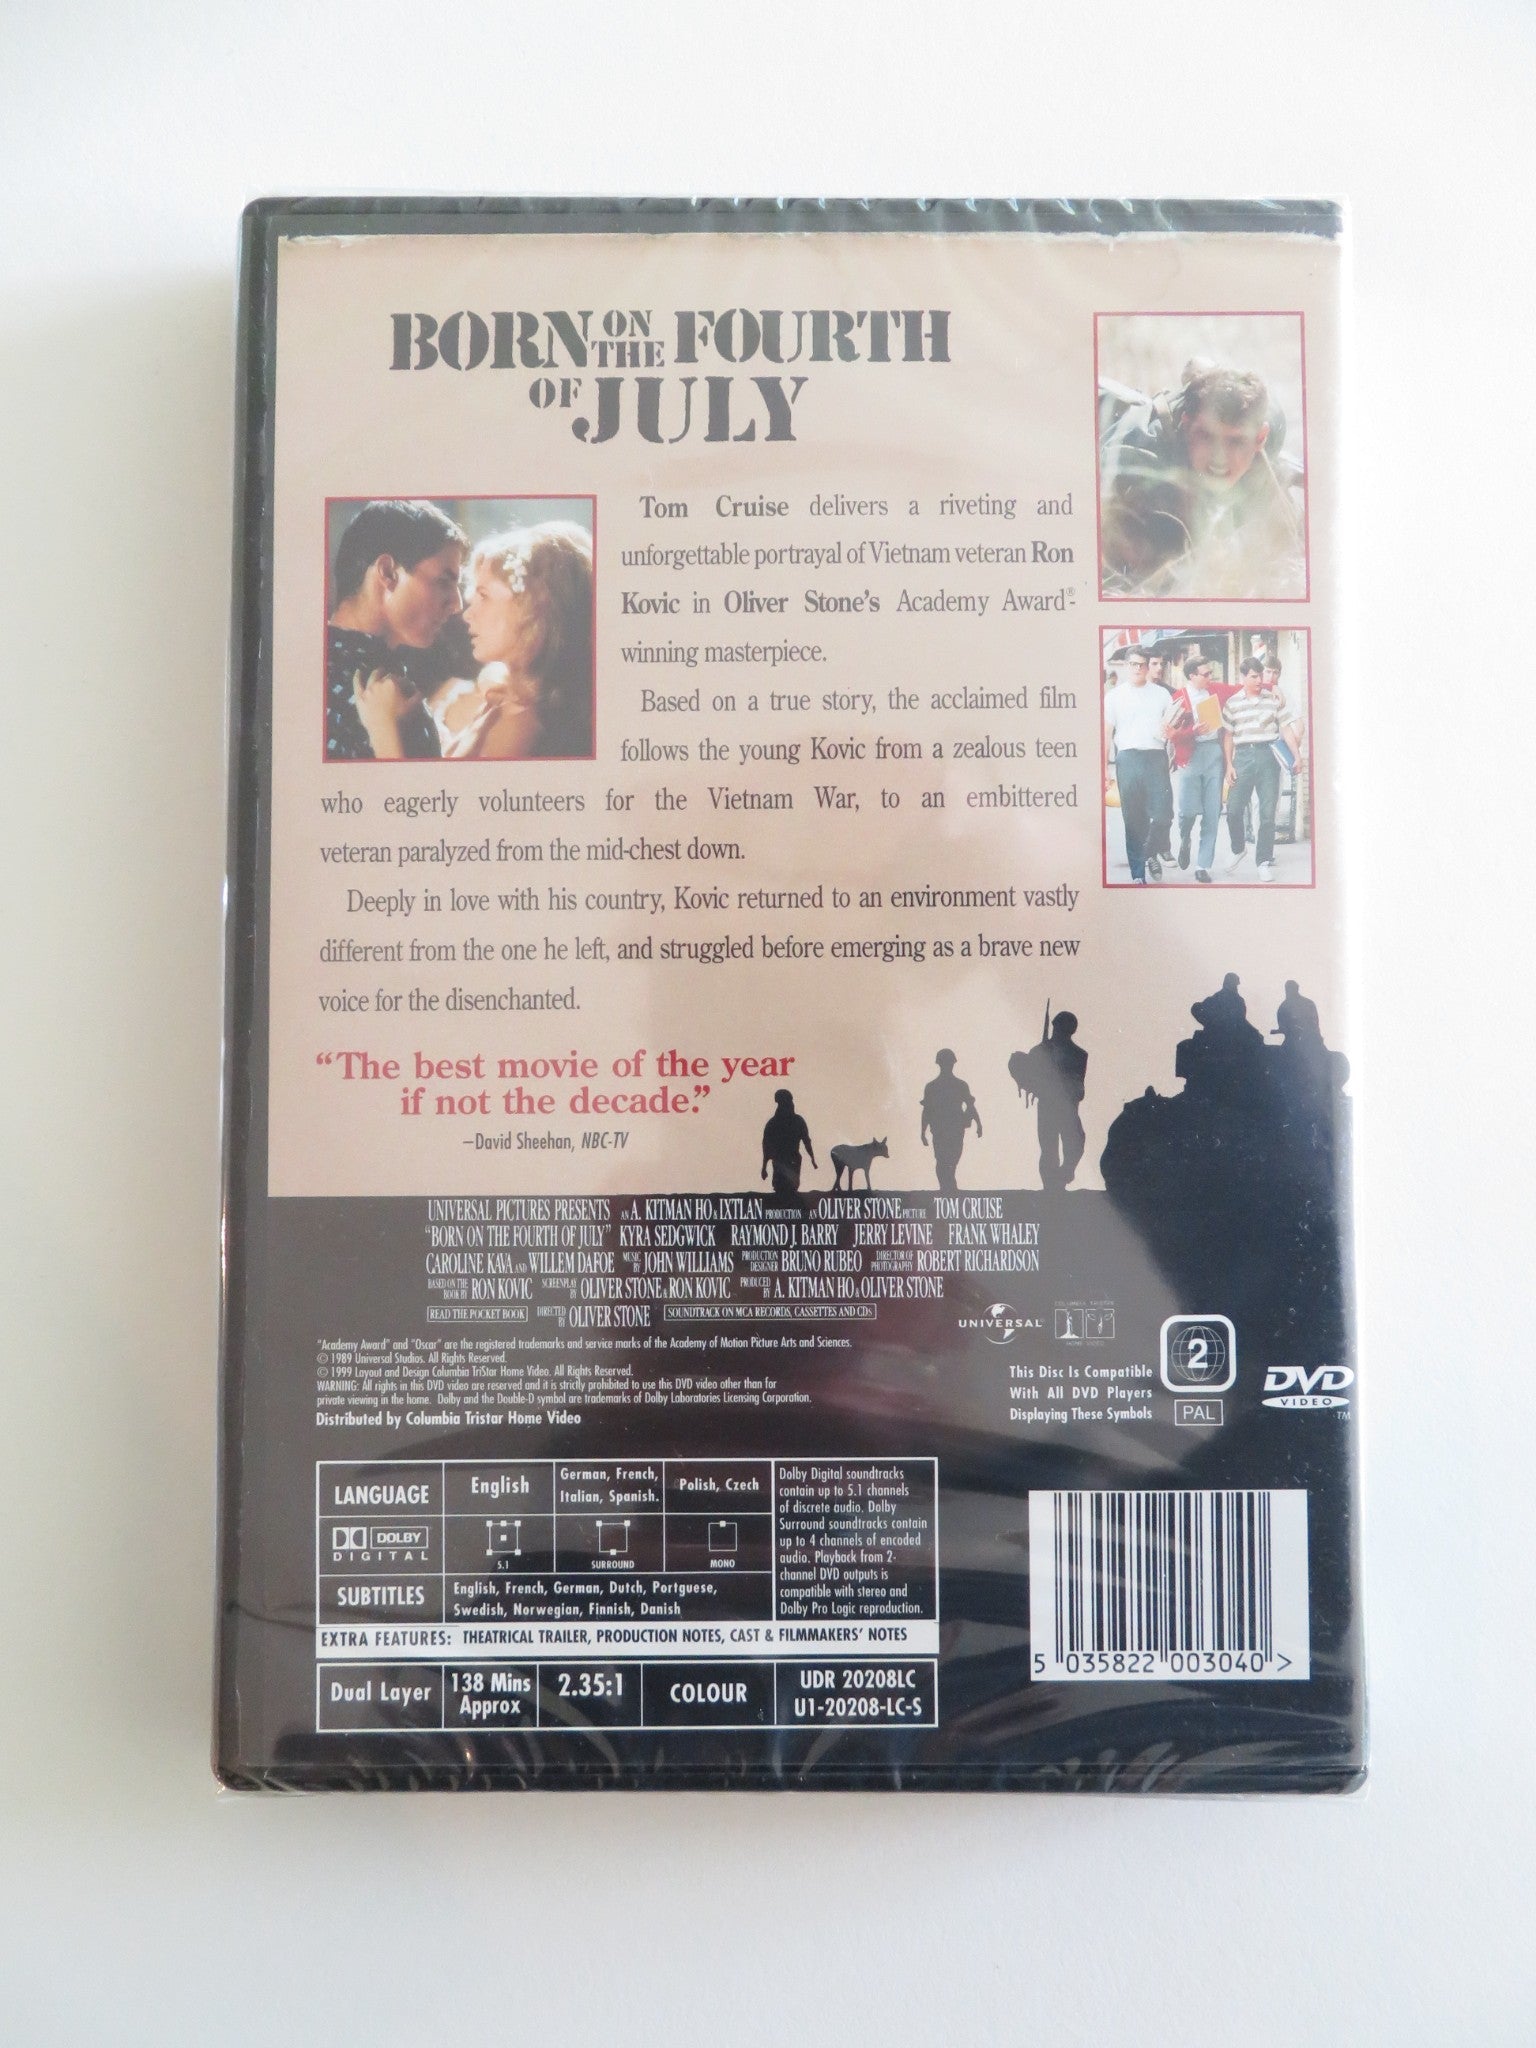 BORN ON THE FOURTH
OF JULY
Tom Cruise delivers a riveting and
unforgettable portrayal of Vietnam veteran Ron
Kovic in Oliver Stone's Academy Award®-
winning masterpiece.
Based on a true story, the acclaimed film
follows the young Kovic from a zealous teen
who eagerly volunteers for the Vietnam War, to an embittered
veteran paralyzed from the mid-chest down.
Deeply in love with his country, Kovic returned to an environment vastly
different from the one he left, and struggled before emerging as a brave new
voice for the disenchanted.
"The best movie of the year
if not the decade."
–David Sheehan, NBC-TV
UNIVERSAL PICTURES PRESENTS AN A. KITMAN HO & IXTLAN PRODUCTION AN OLIVER STONE PICTURE TOM CRUISE
"BORN ON THE FOURTH OF JULY" KYRA SEDGWICK RAYMOND J. BARRY JERRY LEVINE FRANK WHALEY
CAROLINE KAVA AND WILLEM DAFOE MUSIC BY JOHN WILLIAMS PRODUCTION DESIGNER BRUNO RUBEO DIRECTOR OF PHOTOGRAPHY ROBERT RICHARDSON
BASED ON THE BOOK BY RON KOVIC SCREENPLAY BY OLIVER STONE & RON KOVIC PRODUCED BY A. KITMAN HO & OLIVER STONE
READ THE POCKET BOOK DIRECTED BY OLIVER STONE SOUNDTRACK ON MCA RECORDS, CASSETTES AND CDs
UNIVERSAL
COLUMBIA TRISTAR
HOME VIDEO
"Academy Award" and "Oscar" are the registered trademarks and service marks of the Academy of Motion Picture Arts and Sciences.
© 1989 Universal Studios. All Rights Reserved.
© 1999 Layout and Design Columbia TriStar Home Video. All Rights Reserved.
WARNING: All rights in this DVD video are reserved and it is strictly prohibited to use this DVD video other than for
private viewing in the home. Dolby and the Double-D symbol are trademarks of Dolby Laboratories Licensing Corporation.
Distributed by Columbia Tristar Home Video
This Disc Is Compatible
With All DVD Players
Displaying These Symbols
2
PAL
DVD
VIDEO
TM
LANGUAGE
English
German, French,
Italian, Spanish.
Polish, Czech
DOLBY
DIGITAL
5.1
SURROUND
MONO
SUBTITLES
English, French, German, Dutch, Portguese,
Swedish, Norwegian, Finnish, Danish
Dolby Digital soundtracks
contain up to 5.1 channels
of discrete audio. Dolby
Surround soundtracks contain
up to 4 channels of encoded
audio. Playback from 2-
channel DVD outputs is
compatible with stereo and
Dolby Pro Logic reproduction.
EXTRA FEATURES: THEATRICAL TRAILER, PRODUCTION NOTES, CAST & FILMMAKERS' NOTES
Dual Layer
138 Mins
Approx
2.35:1
COLOUR
UDR 20208LC
U1-20208-LC-S
5 035822 003040 >